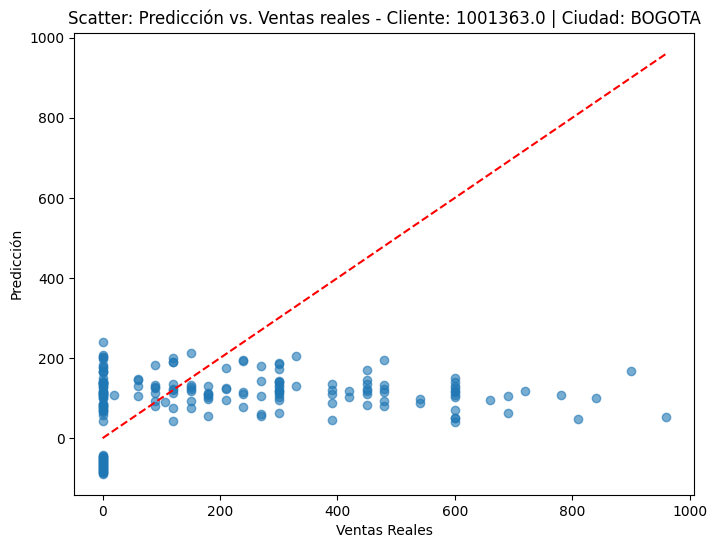 Scatter: Predicción vs. Ventas reales - Cliente: 1001363.0 | Ciudad: BOGOTA
1000
800
600
400
200
0
Predicción
0 200 400 600 800 1000
Ventas Reales